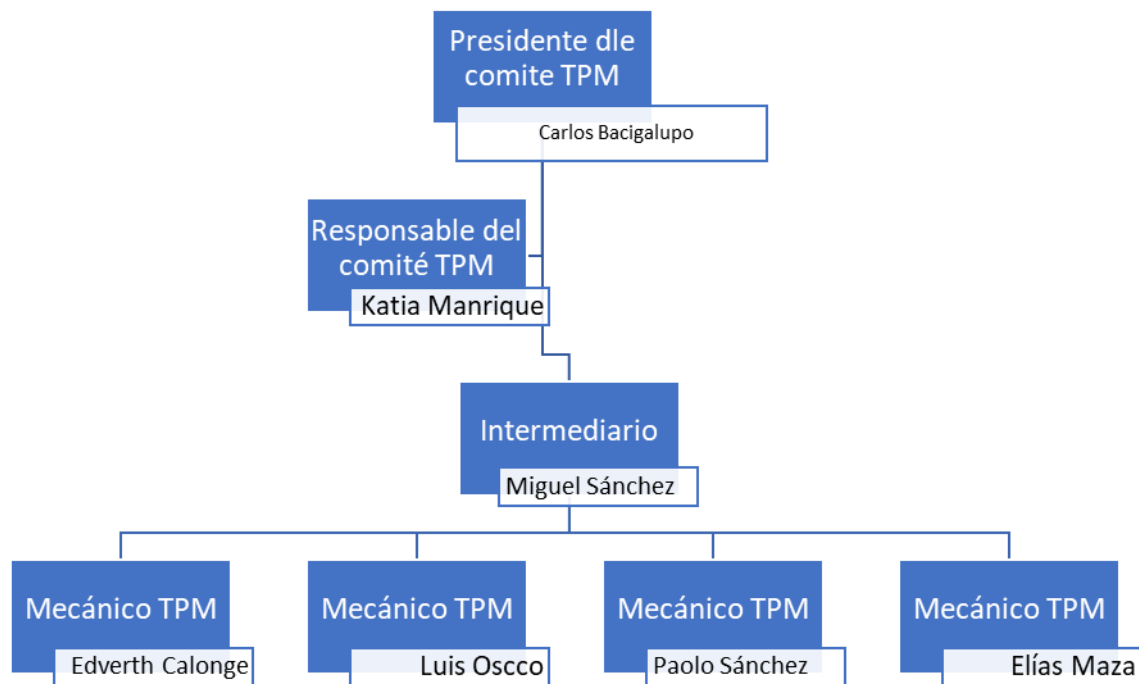 Presidente dle
comite TPM
Carlos Bacigalupo
Responsable del
comité TPM
Katia Manrique
Intermediario
Miguel Sánchez
Mecánico TPM
Edverth Calonge
Mecánico TPM
Luis Oscco
Mecánico TPM
Paolo Sánchez
Mecánico TPM
Elías Maza